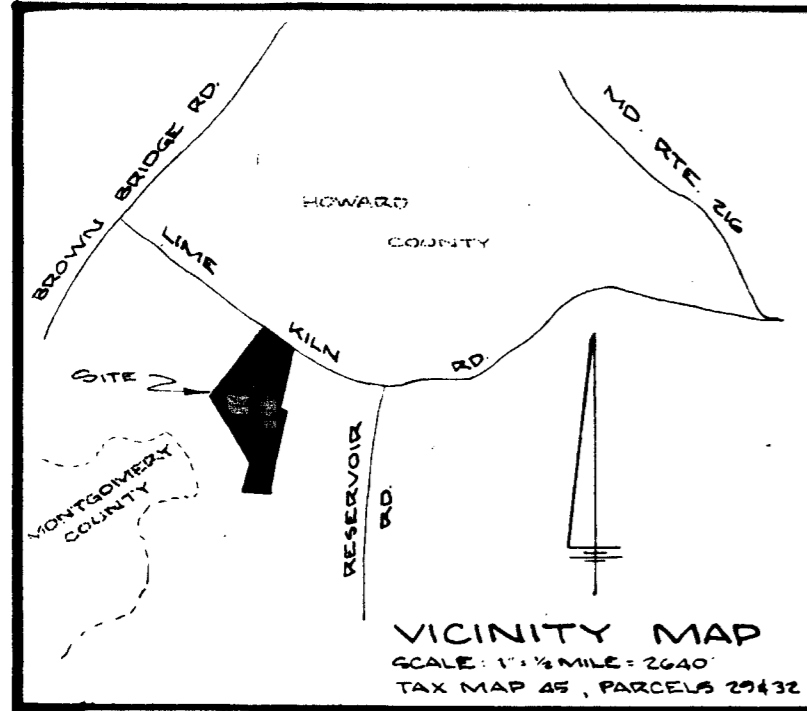 BROWN BRIDGE RD.
MD. RTE. 216
HOWARD
COUNTY
LIME KILN RD.
SITE
MONTGOMERY
COUNTY
RESERVOIR
RD.
VICINITY MAP
SCALE: 1" = ½ MILE = 2640'
TAX MAP 45, PARCELS 29&32